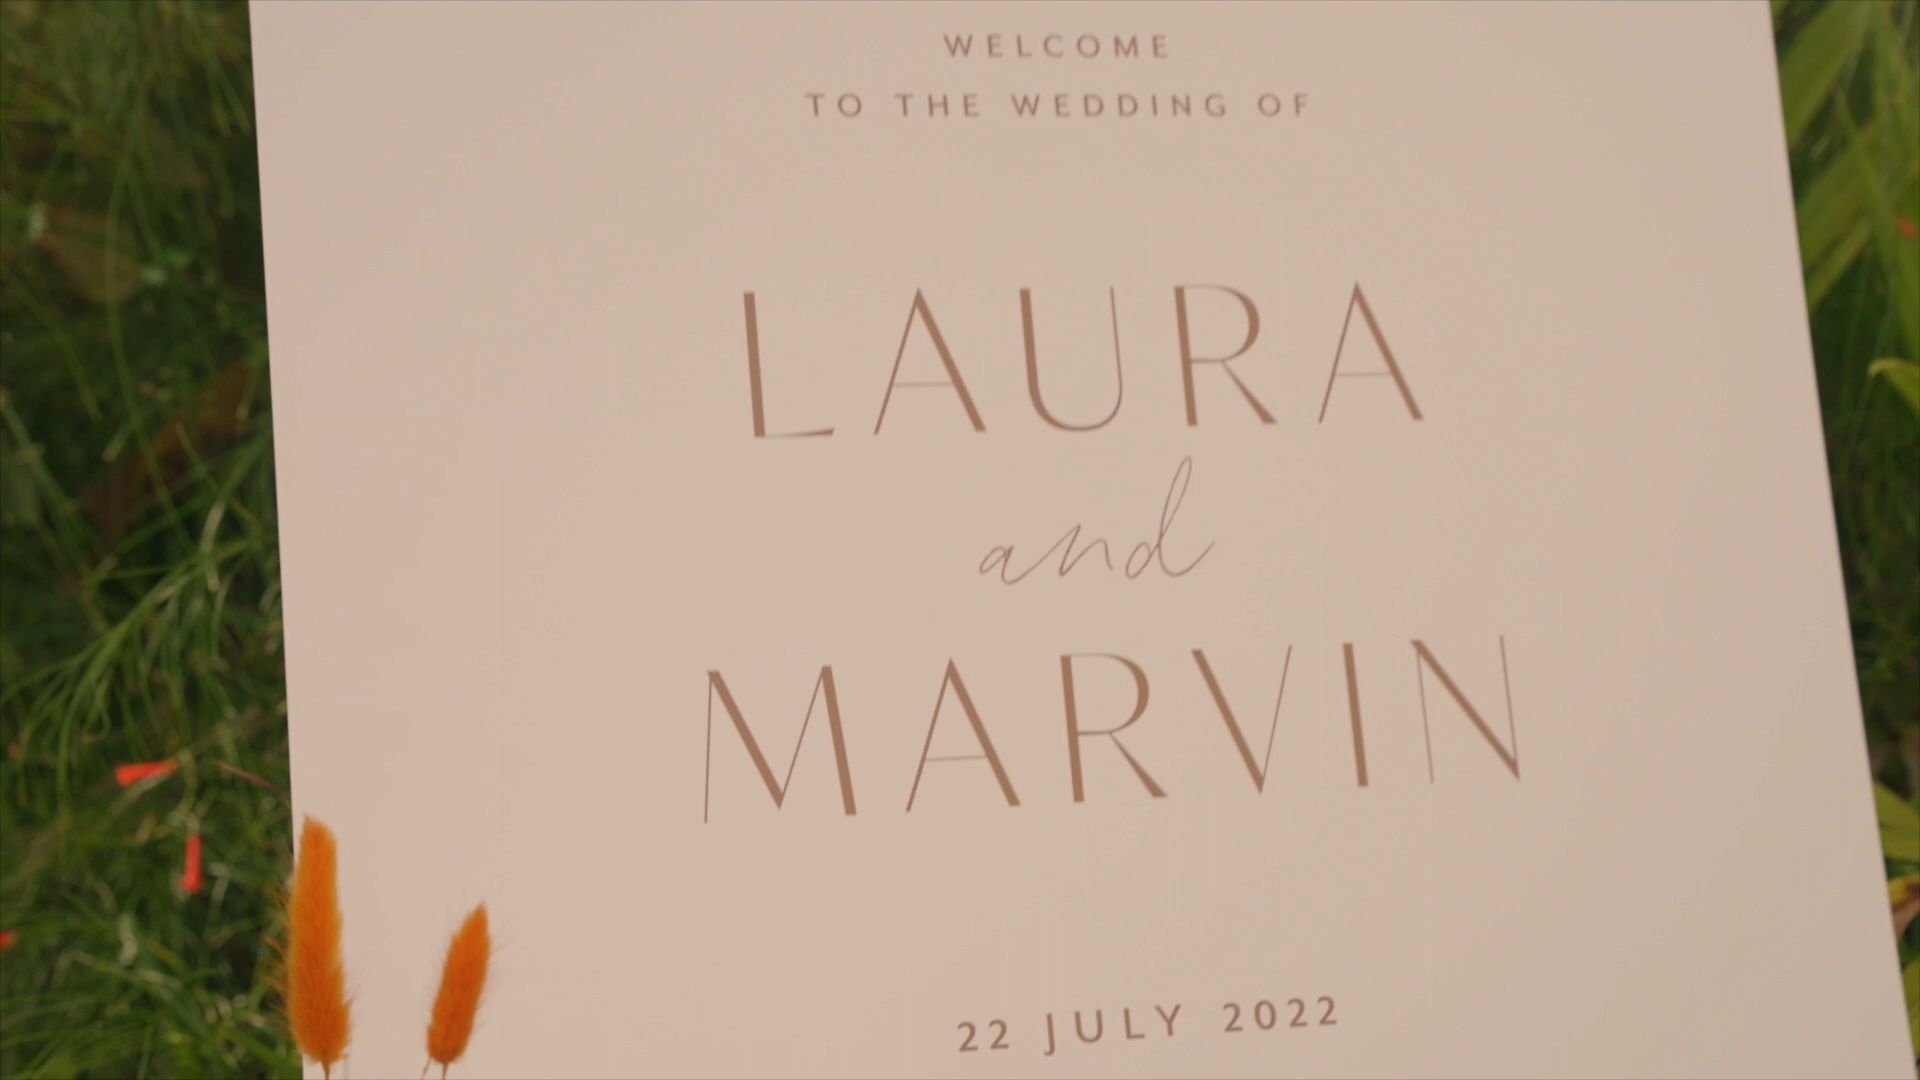 WELCOME
TO THE WEDDING OF
LAURA
and
MARVIN
22 JULY 2022